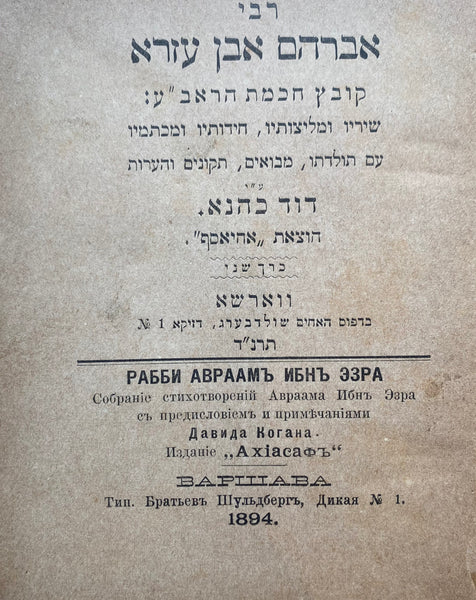 רבי
אברהם אבן עזרא
קובץ חכמת הראב"ע:
שיריו ומליצותיו, חידותיו ומכתמיו
עם תולדתו, מבואים, תקונים והערות
ע"י
דוד כהנא.
הוצאת „אחיאסף".
כרך שני
ווארשא
בדפוס האחים שולדבערג, דזיקא 1 №
תרנ"ד
РАББИ АВРААМЪ ИБНЪ ЭЗРА
Собраніе стихотвореній Авраама Ибнъ Эзра
съ предисловіемъ и примѣчаніями
Давида Когана.
Изданіе „Ахіасафъ"
ВАРШАВА
Тип. Братьевъ Шульдбергъ, Дикая № 1.
1894.